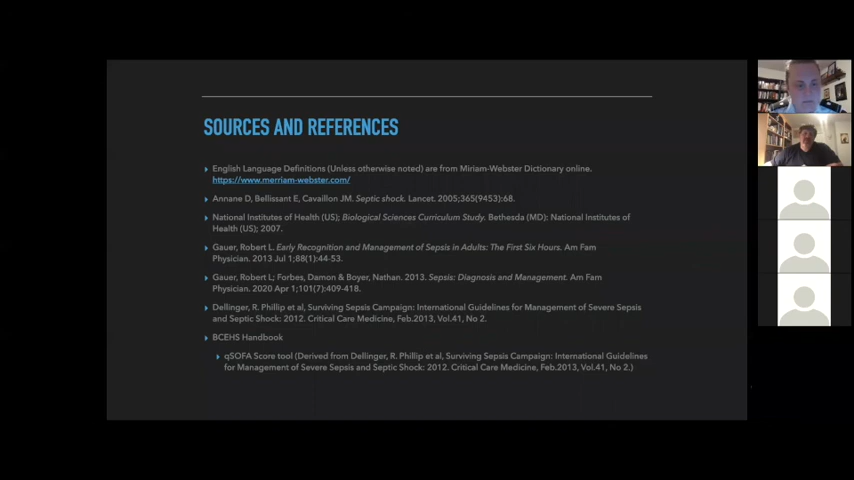 SOURCES AND REFERENCES
English Language Definitions (Unless otherwise noted) are from Miriam-Webster Dictionary online.
https://www.merriam-webster.com/
Annane D, Bellissant E, Cavaillon JM. Septic shock. Lancet. 2005;365(9453):68.
National Institutes of Health (US); Biological Sciences Curriculum Study. Bethesda (MD): National Institutes of
Health (US); 2007.
Gauer, Robert L. Early Recognition and Management of Sepsis in Adults: The First Six Hours. Am Fam
Physician. 2013 Jul 1;88(1):44-53.
Gauer, Robert L; Forbes, Damon & Boyer, Nathan. 2013. Sepsis: Diagnosis and Management. Am Fam
Physician. 2020 Apr 1;101(7):409-418.
Dellinger, R. Phillip et al, Surviving Sepsis Campaign: International Guidelines for Management of Severe Sepsis
and Septic Shock: 2012. Critical Care Medicine, Feb.2013, Vol.41, No 2.
BCEHS Handbook
qSOFA Score tool (Derived from Dellinger, R. Phillip et al, Surviving Sepsis Campaign: International Guidelines
for Management of Severe Sepsis and Septic Shock: 2012. Critical Care Medicine, Feb.2013, Vol.41, No 2.)